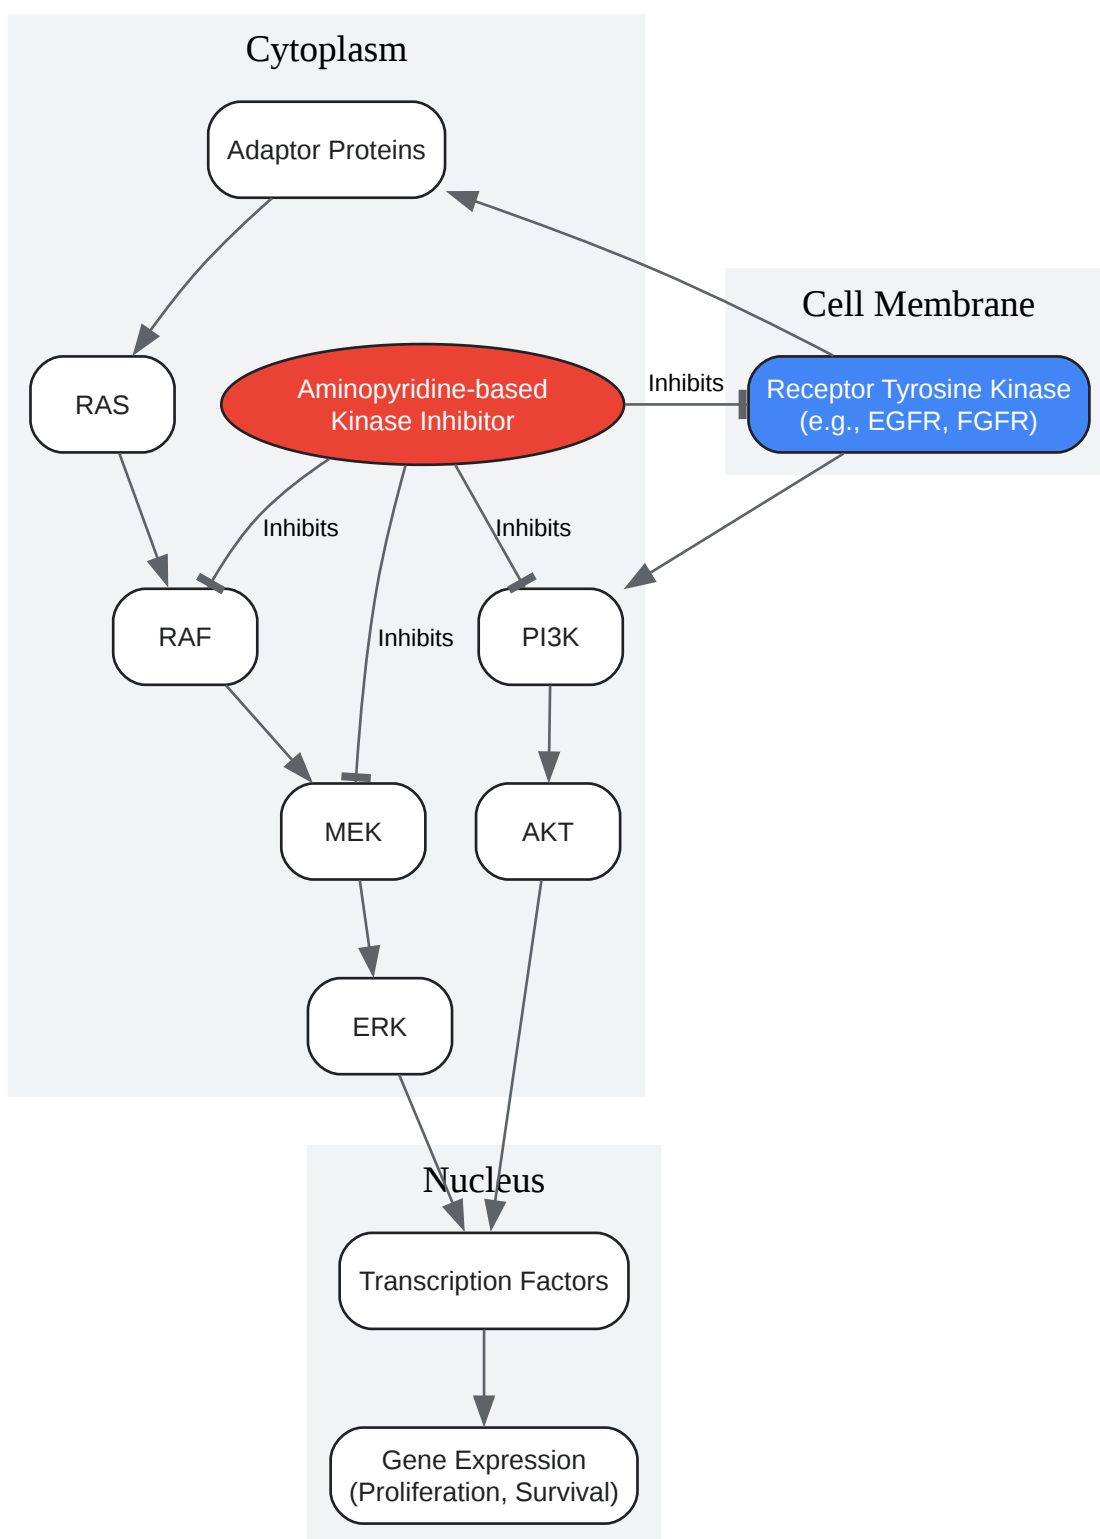 Cytoplasm
Adaptor Proteins
Cell Membrane
RAS
Aminopyridine-based
Kinase Inhibitor
Inhibits
Receptor Tyrosine Kinase
(e.g., EGFR, FGFR)
Inhibits
Inhibits
RAF
Inhibits
PI3K
MEK
AKT
ERK
Nucleus
Transcription Factors
Gene Expression
(Proliferation, Survival)